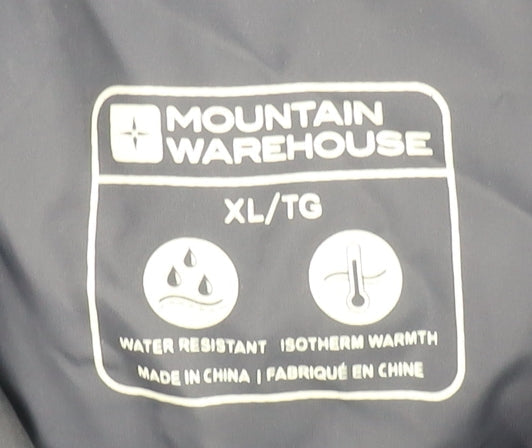 MOUNTAIN
WAREHOUSE
XL/TG
WATER RESISTANT ISOTHERM WARMTH
MADE IN CHINA | FABRIQUÉ EN CHINE